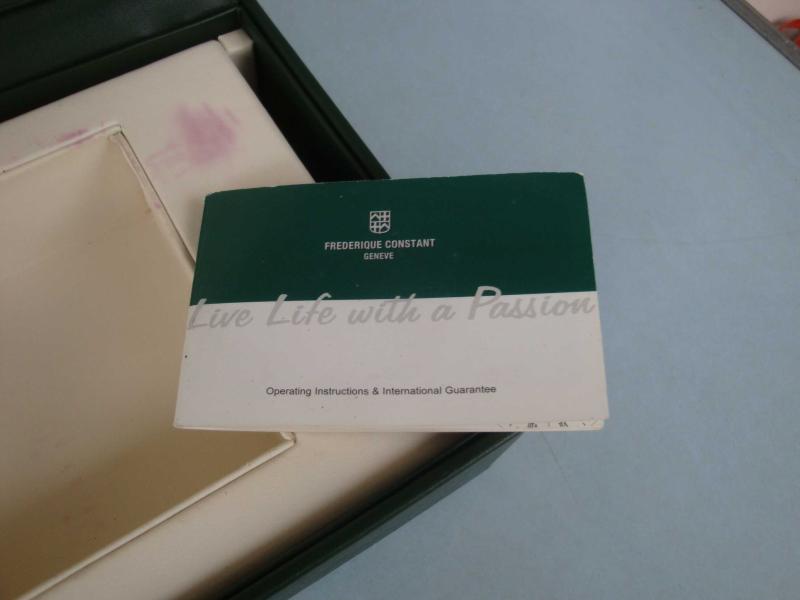 FREDERIQUE CONSTANT
GENEVE
Live Life with a Passion
Operating Instructions & International Guarantee